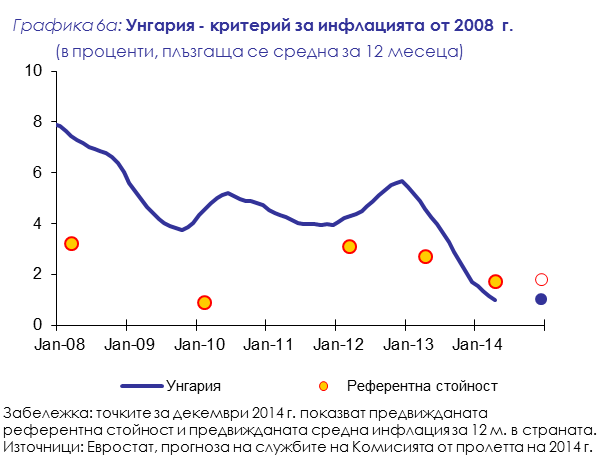 Графика 6а: Унгария - критерий за инфлацията от 2008 г.
(в проценти, плъзгаща се средна за 12 месеца)
10
8
6
4
2
0
Jan-08 Jan-09 Jan-10 Jan-11 Jan-12 Jan-13 Jan-14
Унгария Референтна стойност
Забележка: точките за декември 2014 г. показват предвижданата
референтна стойност и предвижданата средна инфлация за 12 м. в страната.
Източници: Евростат, прогноза на службите на Комисията от пролетта на 2014 г.